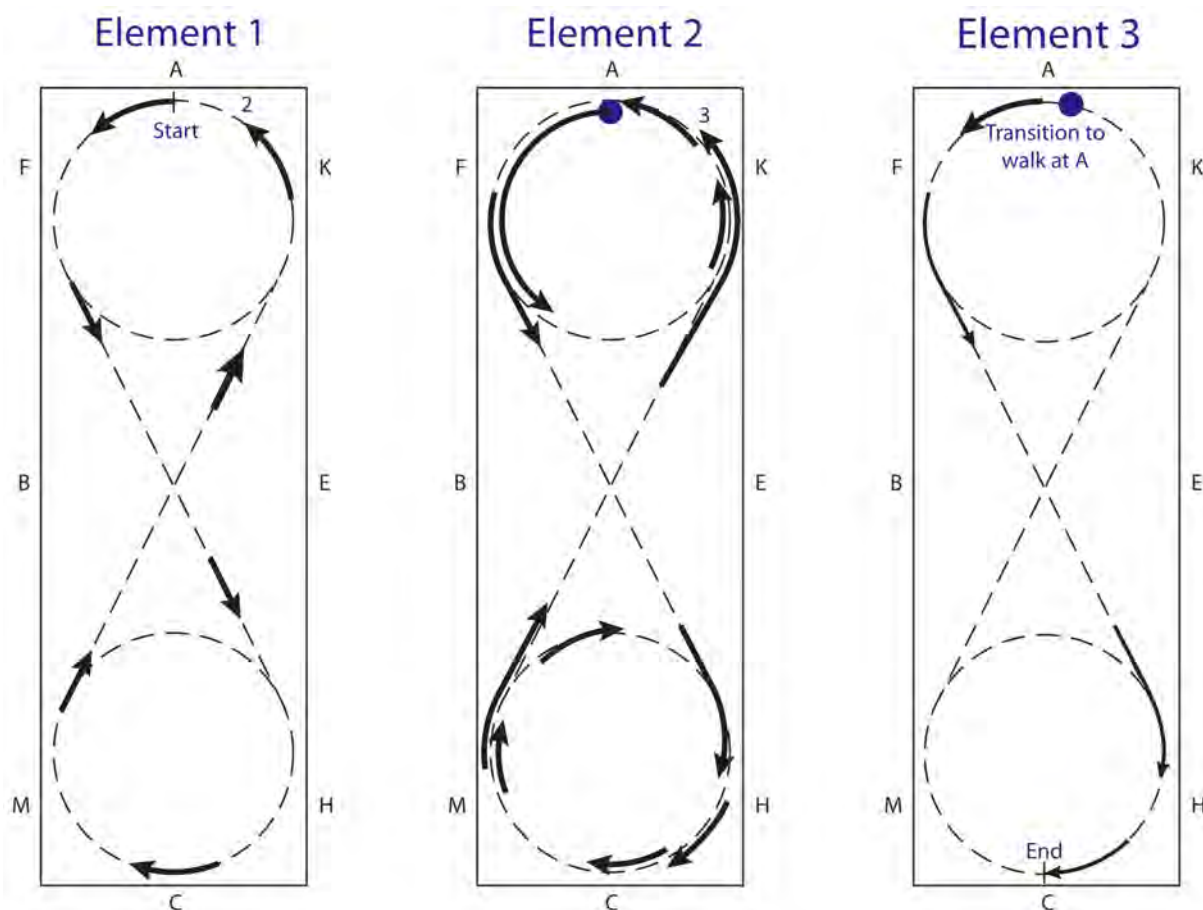 Element 1
A
2
Start
F
K
B
E
M
H
C
Element 2
A
3
F
K
B
E
M
H
C
Element 3
A
Transition to
walk at A
F
K
B
E
M
H
End
C